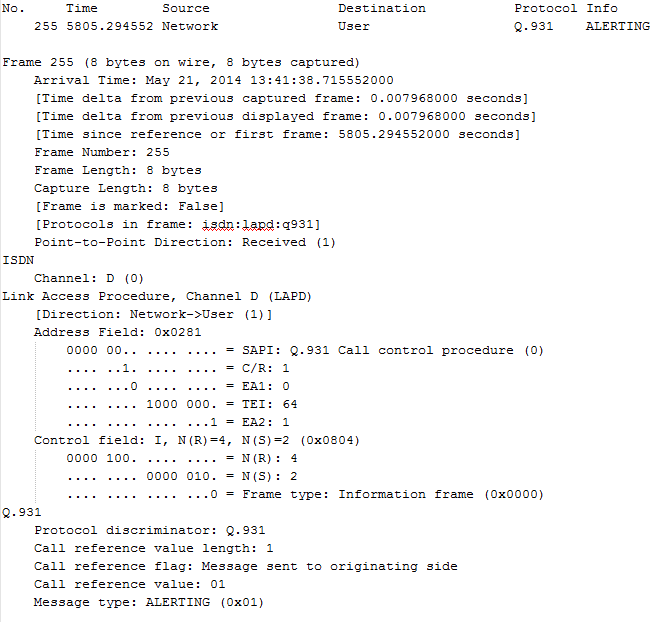 No. Time Source Destination Protocol Info
255 5805.294552 Network User Q.931 ALERTING
Frame 255 (8 bytes on wire, 8 bytes captured)
Arrival Time: May 21, 2014 13:41:38.715552000
[Time delta from previous captured frame: 0.007968000 seconds]
[Time delta from previous displayed frame: 0.007968000 seconds]
[Time since reference or first frame: 5805.294552000 seconds]
Frame Number: 255
Frame Length: 8 bytes
Capture Length: 8 bytes
[Frame is marked: False]
[Protocols in frame: isdn:lapd:q931]
Point-to-Point Direction: Received (1)
ISDN
Channel: D (0)
Link Access Procedure, Channel D (LAPD)
[Direction: Network->User (1)]
Address Field: 0x0281
0000 00.. .... .... = SAPI: Q.931 Call control procedure (0)
.... ..1. .... .... = C/R: 1
.... ...0 .... .... = EA1: 0
.... .... 1000 000. = TEI: 64
.... .... .... ...1 = EA2: 1
Control field: I, N(R)=4, N(S)=2 (0x0804)
0000 100. .... .... = N(R): 4
.... .... 0000 010. = N(S): 2
.... .... .... ...0 = Frame type: Information frame (0x0000)
Q.931
Protocol discriminator: Q.931
Call reference value length: 1
Call reference flag: Message sent to originating side
Call reference value: 01
Message type: ALERTING (0x01)